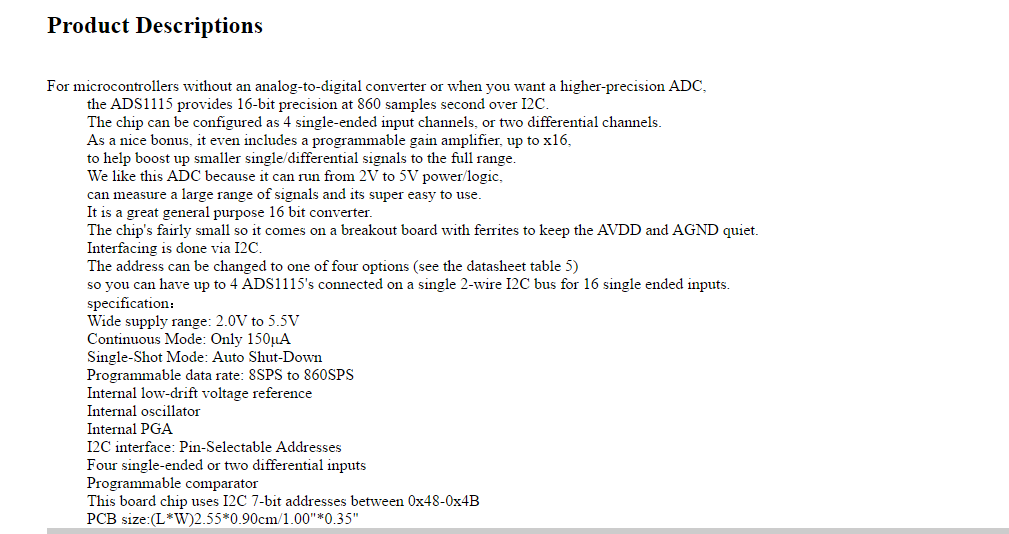 Product Descriptions
For microcontrollers without an analog-to-digital converter or when you want a higher-precision ADC,
the ADS1115 provides 16-bit precision at 860 samples second over I2C.
The chip can be configured as 4 single-ended input channels, or two differential channels.
As a nice bonus, it even includes a programmable gain amplifier, up to x16,
to help boost up smaller single/differential signals to the full range.
We like this ADC because it can run from 2V to 5V power/logic,
can measure a large range of signals and its super easy to use.
It is a great general purpose 16 bit converter.
The chip's fairly small so it comes on a breakout board with ferrites to keep the AVDD and AGND quiet.
Interfacing is done via I2C.
The address can be changed to one of four options (see the datasheet table 5)
so you can have up to 4 ADS1115's connected on a single 2-wire I2C bus for 16 single ended inputs.
specification：
Wide supply range: 2.0V to 5.5V
Continuous Mode: Only 150μA
Single-Shot Mode: Auto Shut-Down
Programmable data rate: 8SPS to 860SPS
Internal low-drift voltage reference
Internal oscillator
Internal PGA
I2C interface: Pin-Selectable Addresses
Four single-ended or two differential inputs
Programmable comparator
This board chip uses I2C 7-bit addresses between 0x48-0x4B
PCB size:(L*W)2.55*0.90cm/1.00"*0.35"